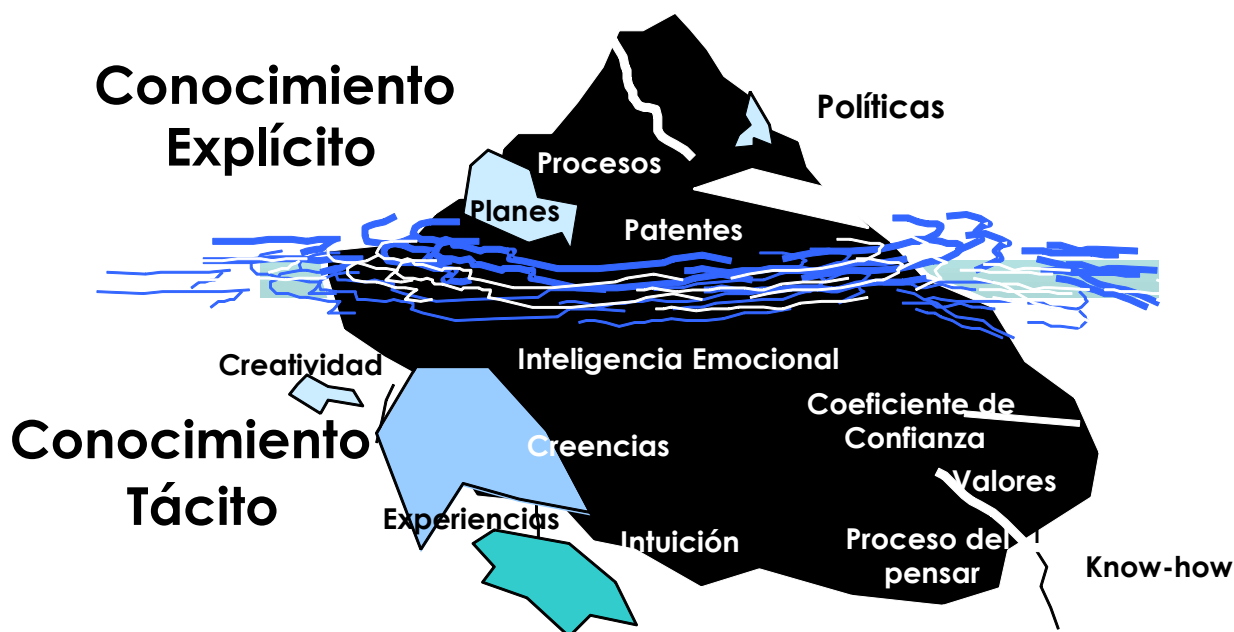 Conocimiento
Explícito
Políticas
Procesos
Planes
Patentes
Creatividad
Inteligencia Emocional
Coeficiente de
Confianza
Conocimiento
Tácito
Creencias
Valores
Experiencias
Intuición
Proceso del
pensar
Know-how